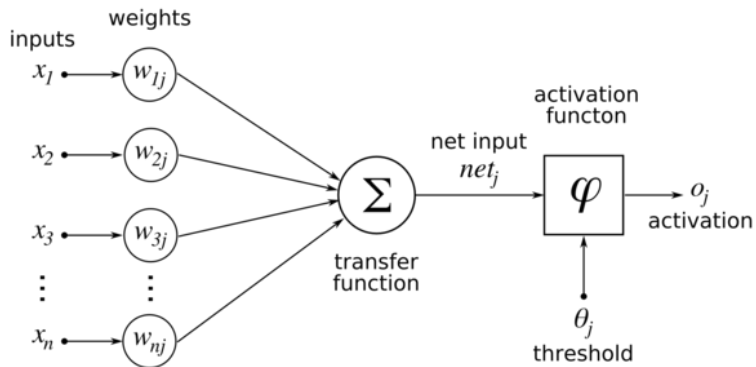 weights
inputs
x1 w1j
x2 w2j
x3 w3j
xn wnj
Σ
transfer
function
net input
netj
activation
functon
φ
oj
activation
θj
threshold